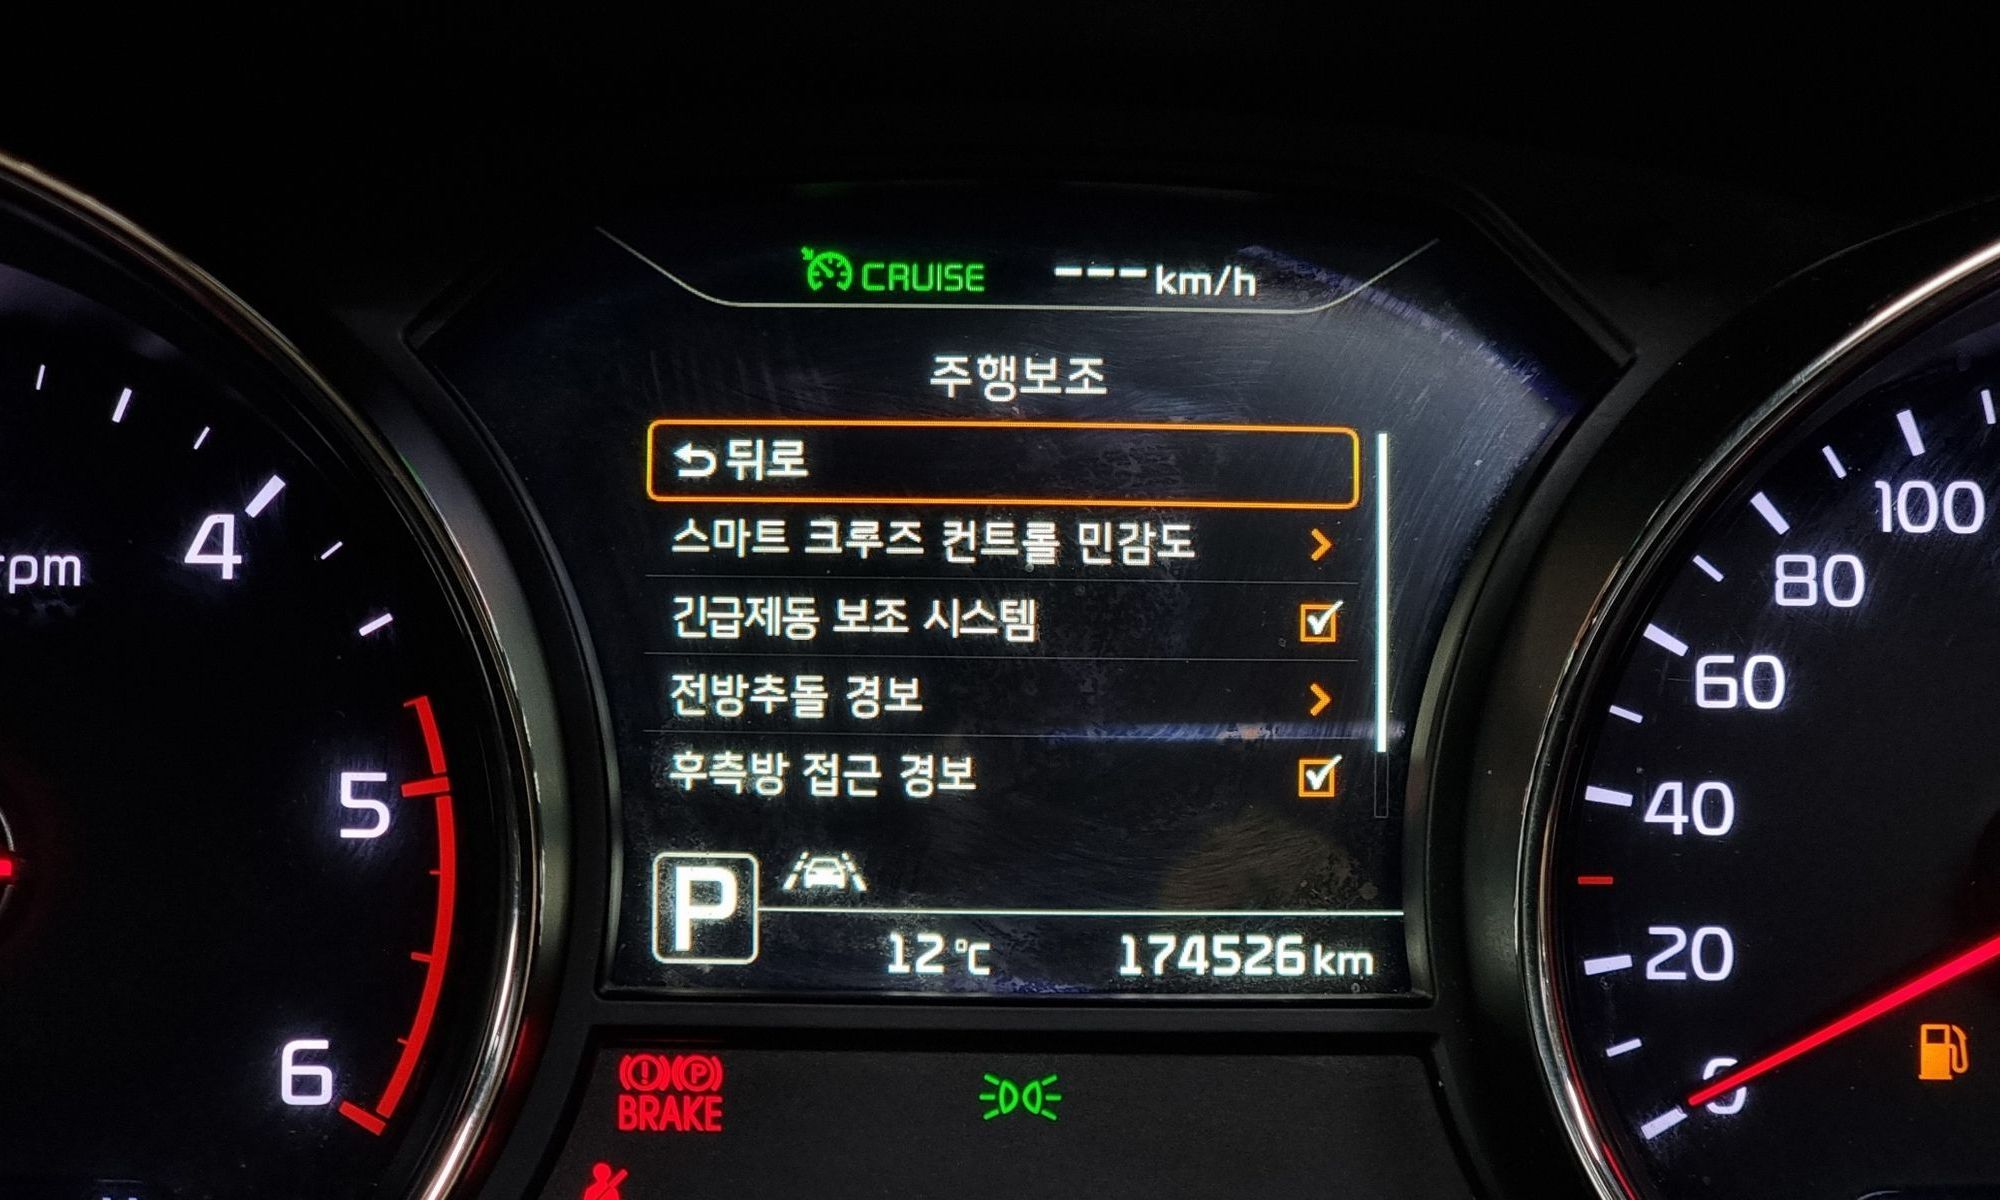 CRUISE ---km/h
주행보조
뒤로
스마트 크루즈 컨트롤 민감도
긴급제동 보조 시스템
전방추돌 경보
후측방 접근 경보
P
12℃ 174526km
BRAKE
rpm
4
5
6
100
80
60
40
20
0